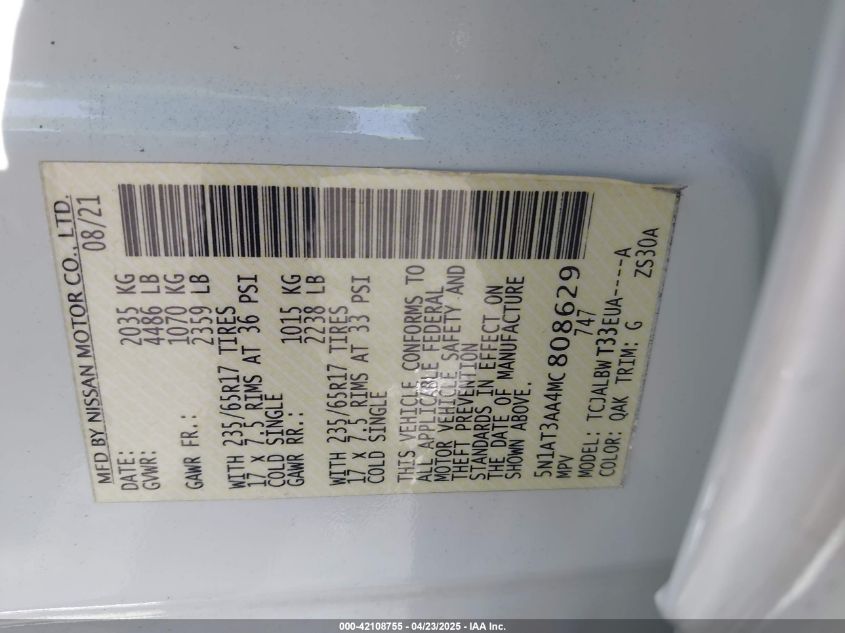 MFD BY NISSAN MOTOR CO., LTD.
DATE: 08/21
GVWR: 2035 KG
4486 LB
GAWR FR.: 1070 KG
2359 LB
WITH 235/65R17 TIRES
17 X 7.5 RIMS AT 36 PSI
COLD SINGLE
GAWR RR.: 1015 KG
2238 LB
WITH 235/65R17 TIRES
17 X 7.5 RIMS AT 33 PSI
COLD SINGLE
THIS VEHICLE CONFORMS TO
ALL APPLICABLE FEDERAL
MOTOR VEHICLE SAFETY AND
THEFT PREVENTION
STANDARDS IN EFFECT ON
THE DATE OF MANUFACTURE
SHOWN ABOVE.
5N1AT3AA4MC808629
MPV 747
MODEL: TCJALBW T33EUA----A
COLOR: QAK TRIM: G ZS30A
000-42108755 - 04/23/2025 - IAA Inc.